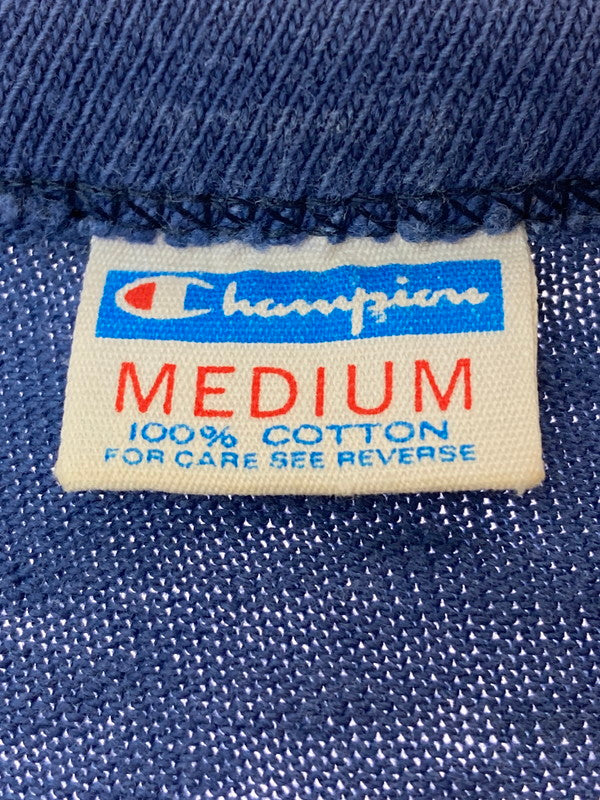 Champion
MEDIUM
100% COTTON
FOR CARE SEE REVERSE